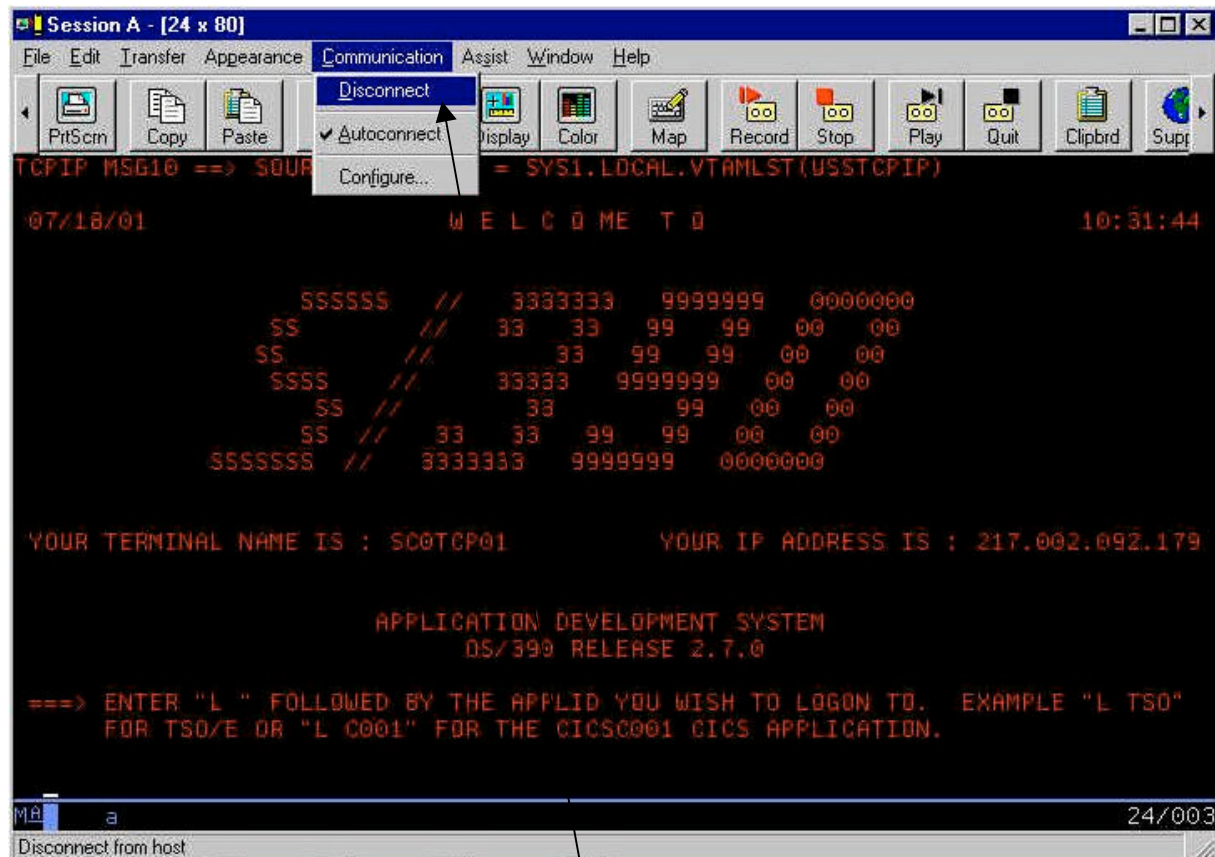 Session A - [24 x 80]
File Edit Transfer Appearance Communication Assist Window Help
Disconnect
Autoconnect
Configure...
PrtScrn Copy Paste Display Color Map Record Stop Play Quit Clipbrd Supp
TCPIP MSG10 ==> SOUR = SYS1.LOCAL.VTAMLST(USSTCPIP)
07/18/01 W E L C O M E T O 10:31:44
SSSSSS // 3333333 9999999 0000000
SS // 33 33 99 99 00 00
SS // 33 99 99 00 00
SSSS // 33333 9999999 00 00
SS // 33 99 00 00
SS // 33 33 99 99 00 00
SSSSSSS // 3333333 9999999 0000000
YOUR TERMINAL NAME IS : SC0TCP01 YOUR IP ADDRESS IS : 217.002.092.179
APPLICATION DEVELOPMENT SYSTEM
OS/390 RELEASE 2.7.0
===> ENTER "L " FOLLOWED BY THE APPLID YOU WISH TO LOGON TO. EXAMPLE "L TSO"
FOR TSO/E OR "L C001" FOR THE CICSC001 CICS APPLICATION.
MA a 24/003
Disconnect from host